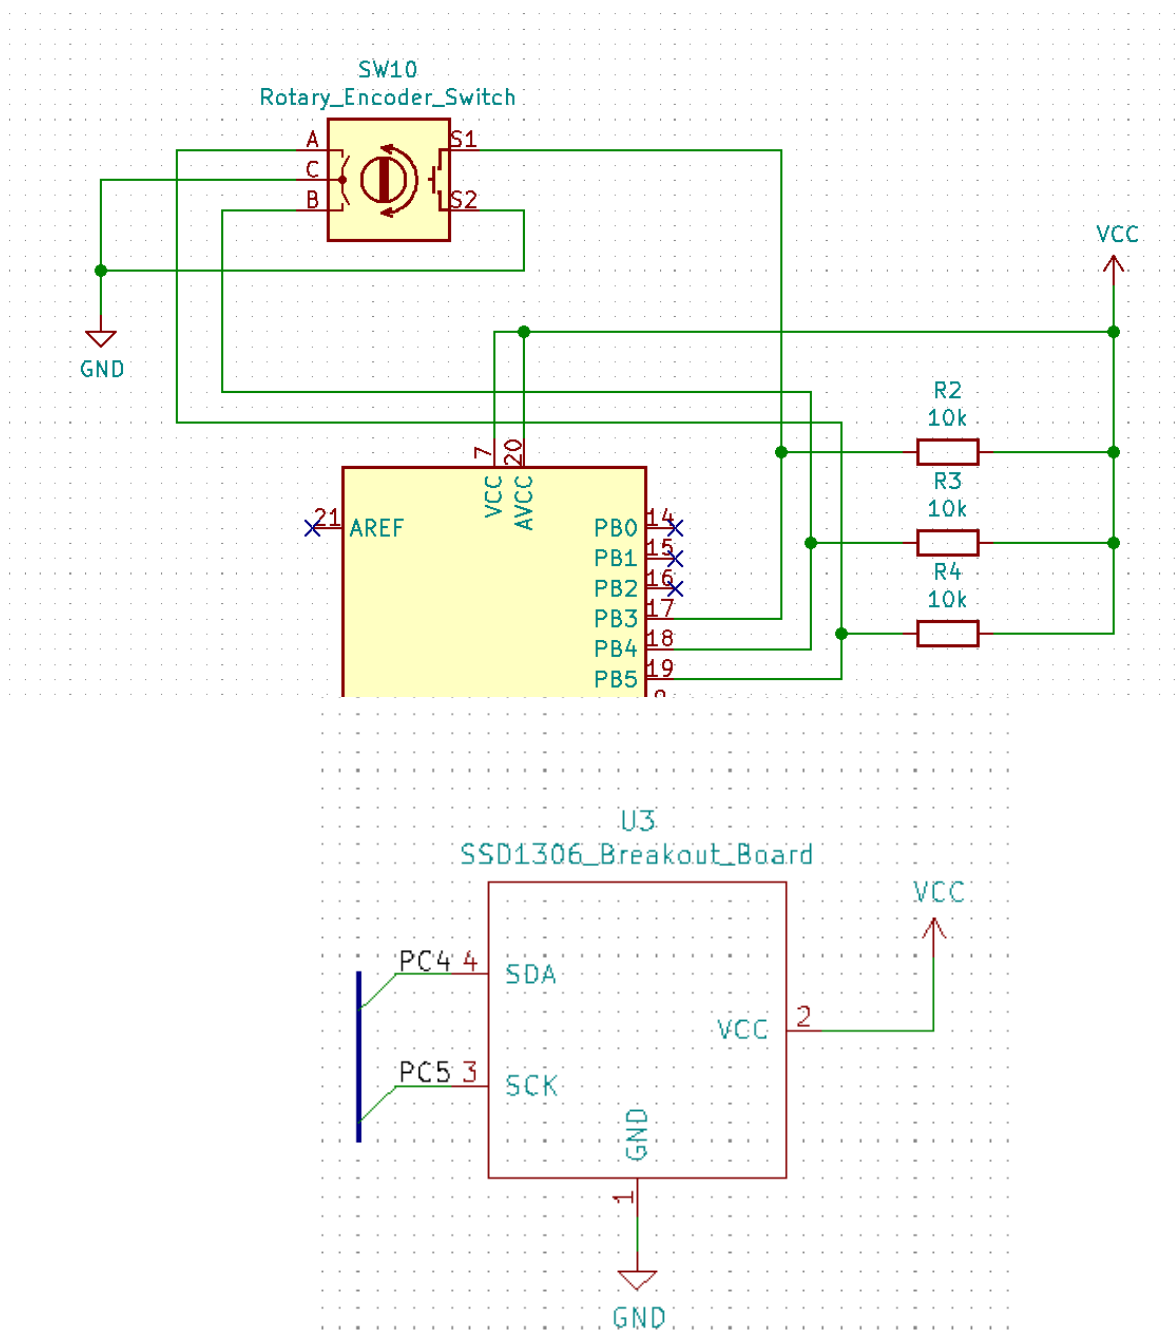 SW10
Rotary_Encoder_Switch
A
S1
C
B
S2
VCC
GND
R2
10k
7
20
R3
10k
VCC
AVCC
21
AREF
PB0
14
PB1
15
R4
10k
PB2
16
PB3
17
PB4
18
PB5
19
U3
SSD1306_Breakout_Board
VCC
PC4 4
SDA
2
VCC
PC5 3
SCK
GND
1
GND